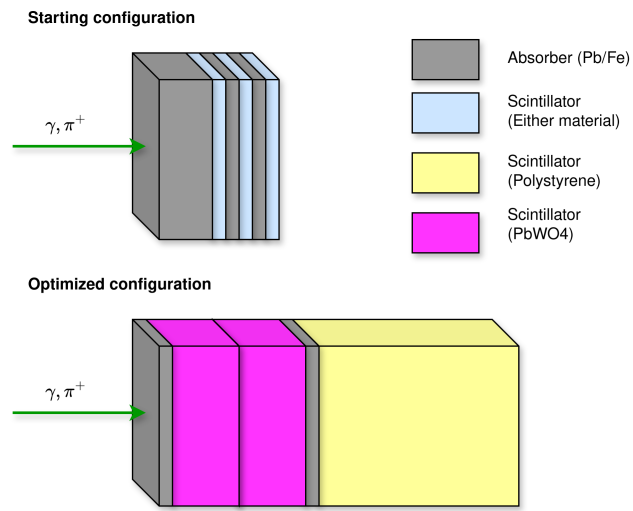 Starting configuration
γ, π⁺
Absorber (Pb/Fe)
Scintillator
(Either material)
Scintillator
(Polystyrene)
Scintillator
(PbWO4)
Optimized configuration
γ, π⁺